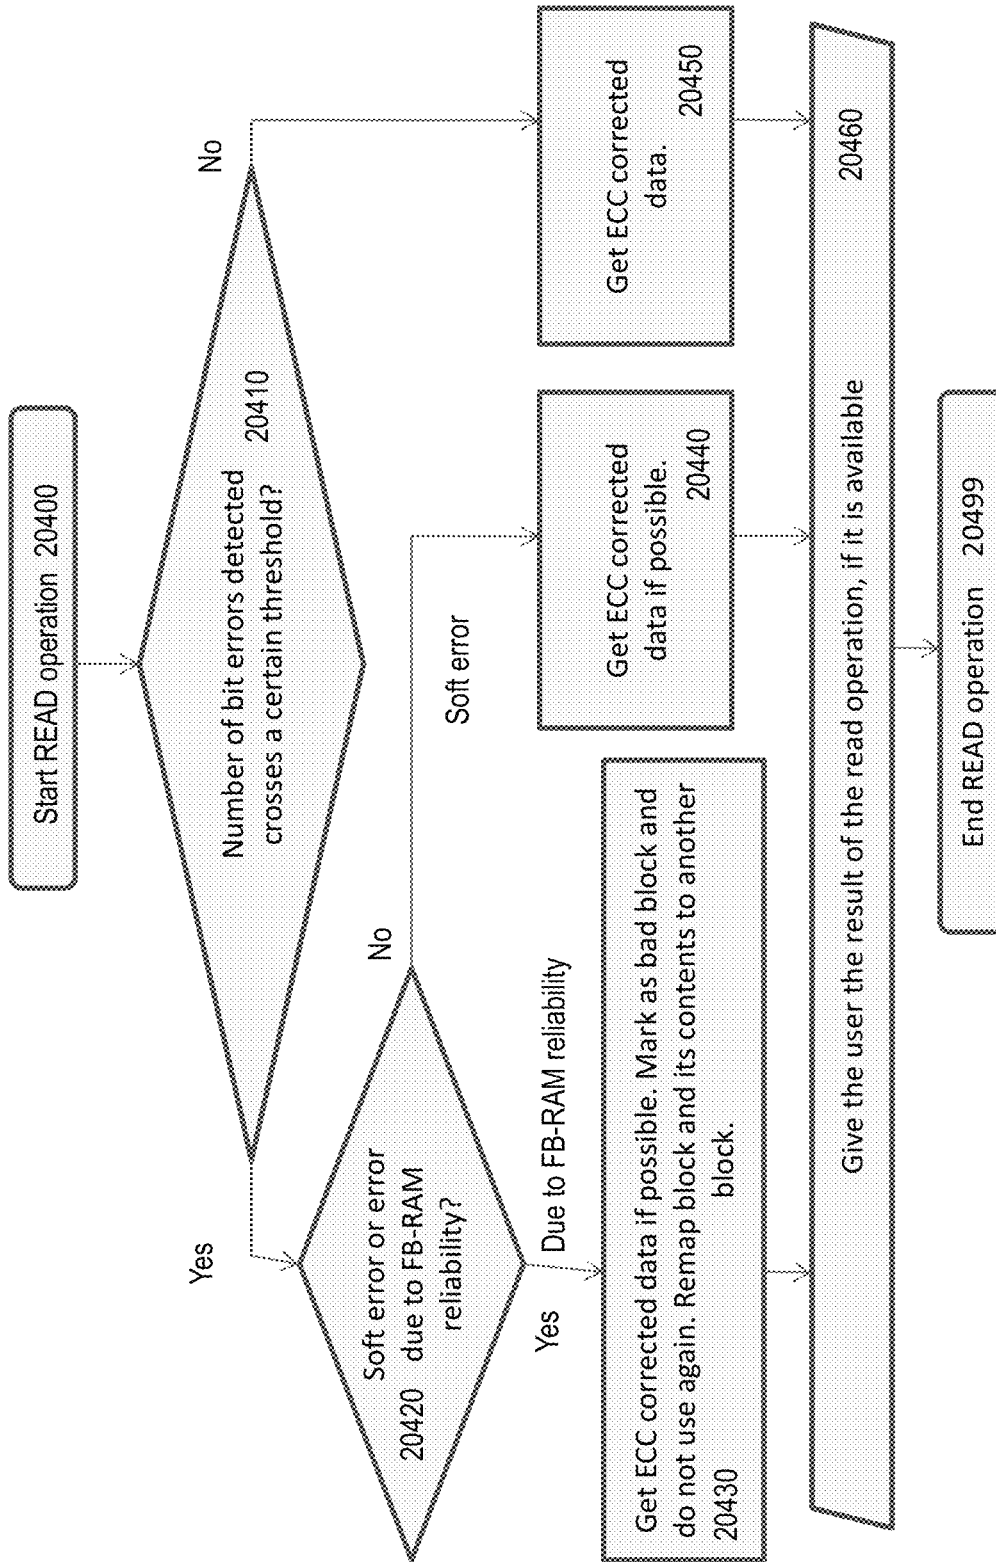 Start READ operation 20400
Number of bit errors detected
crosses a certain threshold? 20410
Yes
No
Soft error or error
20420 due to FB-RAM
reliability?
No
Soft error
Yes
Due to FB-RAM reliability
Get ECC corrected data if possible. Mark as bad block and
do not use again. Remap block and its contents to another
20430 block.
Get ECC corrected
data if possible.
20440
Get ECC corrected
data.
20450
Give the user the result of the read operation, if it is available 20460
End READ operation 20499